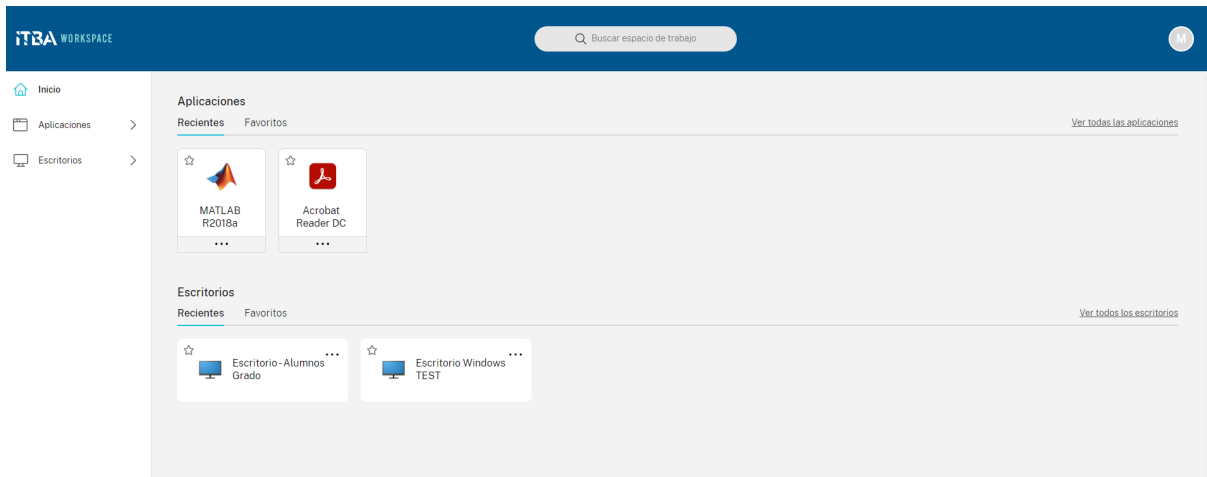 ITBA WORKSPACE
Buscar espacio de trabajo
M
Inicio
Aplicaciones
Escritorios
Aplicaciones
Recientes Favoritos Ver todas las aplicaciones
MATLAB
R2018a
Acrobat
Reader DC
Escritorios
Recientes Favoritos Ver todos los escritorios
Escritorio - Alumnos
Grado
Escritorio Windows
TEST